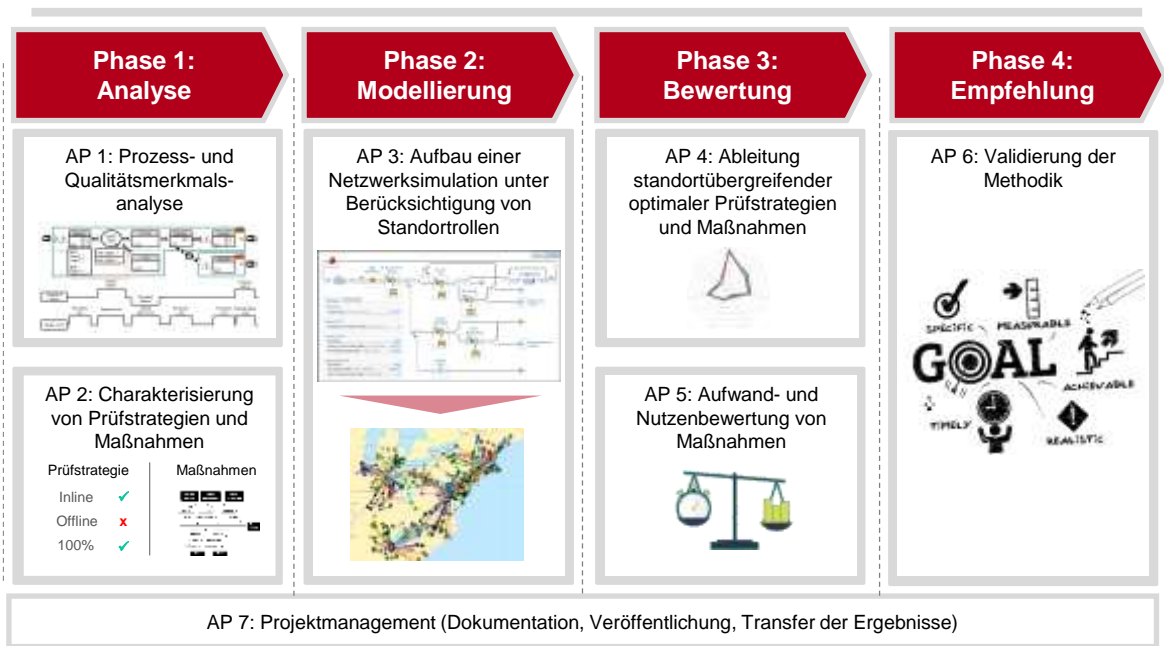 Phase 1:
Analyse
Phase 2:
Modellierung
Phase 3:
Bewertung
Phase 4:
Empfehlung
AP 1: Prozess- und
Qualitätsmerkmals-
analyse
AP 2: Charakterisierung
von Prüfstrategien und
Maßnahmen
Prüfstrategie
Maßnahmen
Inline
Offline
x
100%
AP 3: Aufbau einer
Netzwerksimulation unter
Berücksichtigung von
Standortrollen
AP 4: Ableitung
standortübergreifender
optimaler Prüfstrategien
und Maßnahmen
AP 5: Aufwand- und
Nutzenbewertung von
Maßnahmen
AP 6: Validierung der
Methodik
SPECIFIC
MEASURABLE
GOAL
ACHIEVABLE
TIMELY
REALISTIC
AP 7: Projektmanagement (Dokumentation, Veröffentlichung, Transfer der Ergebnisse)